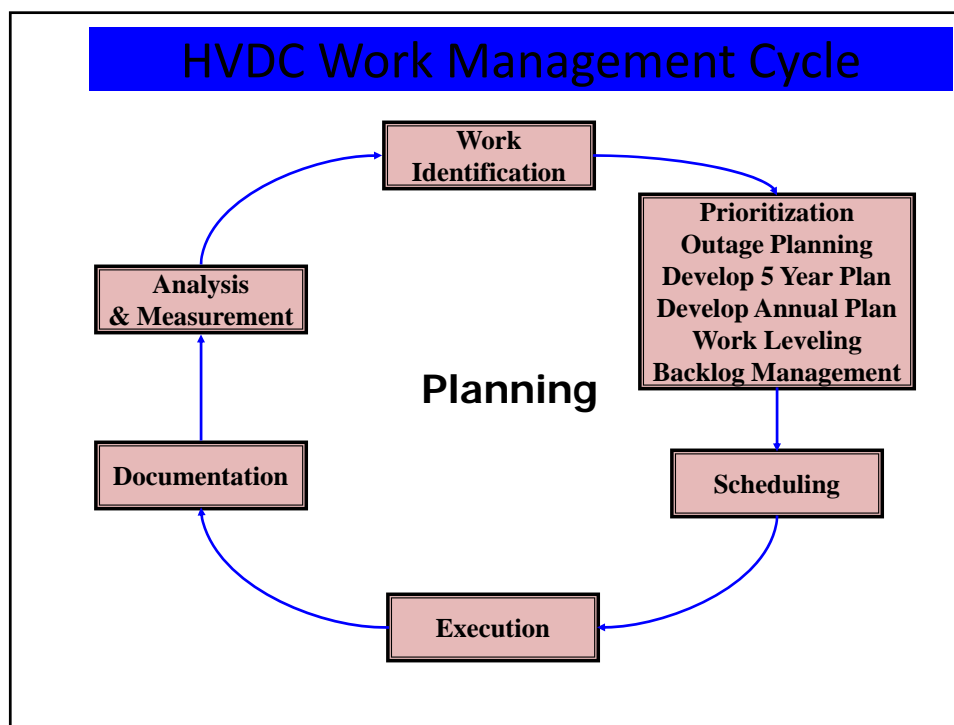 HVDC Work Management Cycle
Work
Identification
Prioritization
Outage Planning
Develop 5 Year Plan
Develop Annual Plan
Work Leveling
Backlog Management
Analysis
& Measurement
Planning
Documentation
Scheduling
Execution